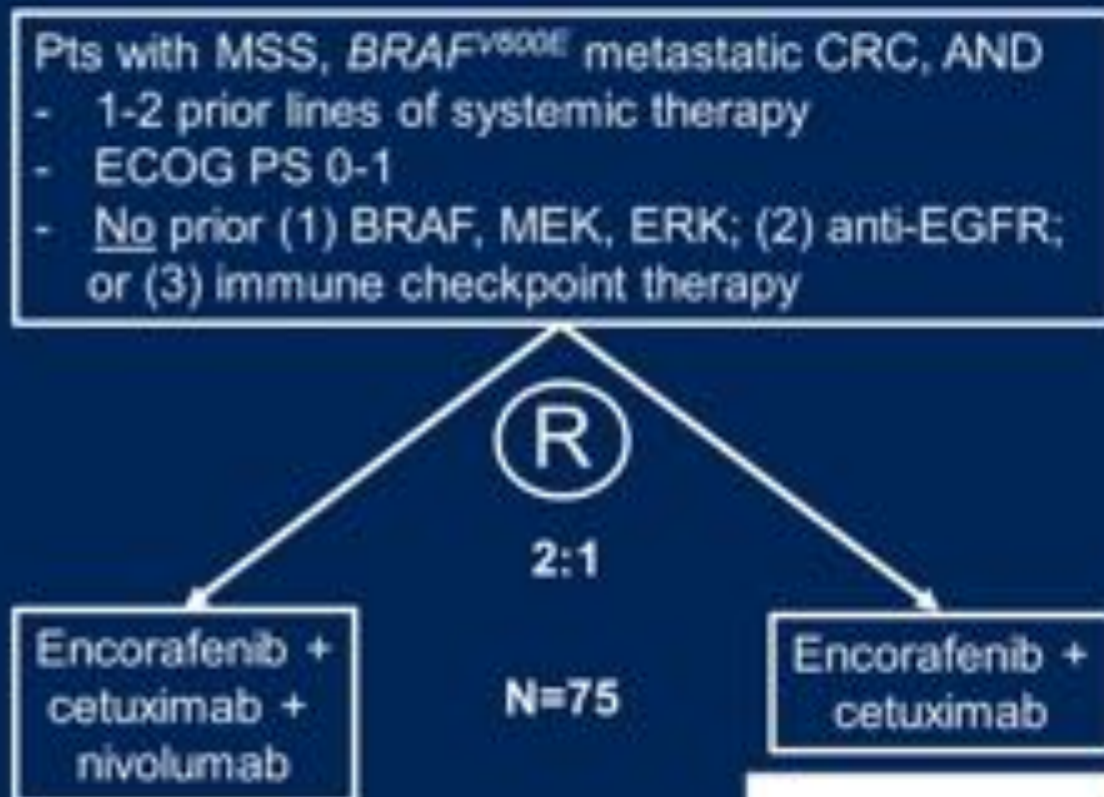 Pts with MSS, BRAFV600E metastatic CRC, AND
- 1-2 prior lines of systemic therapy
- ECOG PS 0-1
- No prior (1) BRAF, MEK, ERK; (2) anti-EGFR;
or (3) immune checkpoint therapy
R
2:1
N=75
Encorafenib +
cetuximab +
nivolumab
Encorafenib +
cetuximab